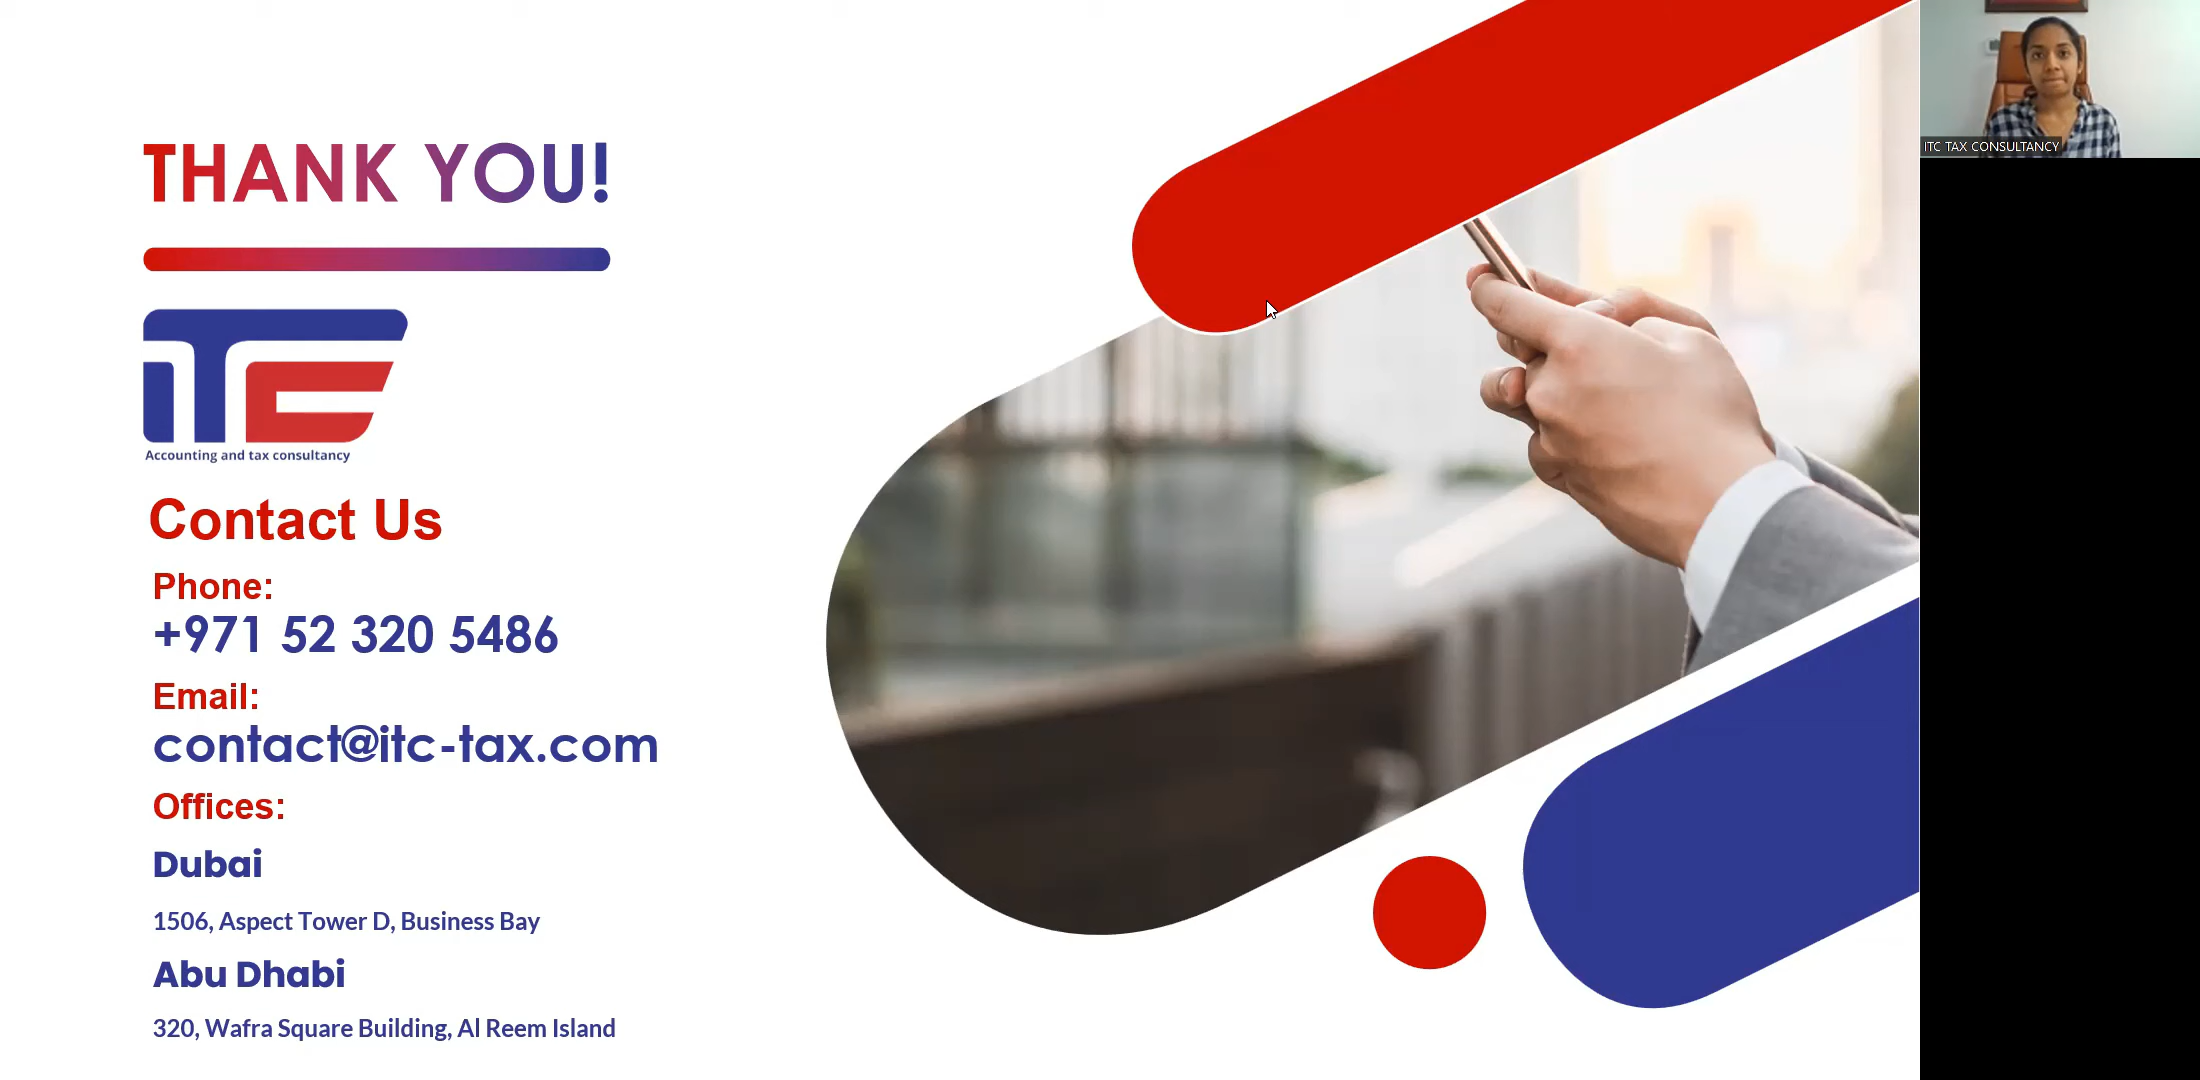 THANK YOU!
iTC
Accounting and tax consultancy
Contact Us
Phone:
+971 52 320 5486
Email:
contact@itc-tax.com
Offices:
Dubai
1506, Aspect Tower D, Business Bay
Abu Dhabi
320, Wafra Square Building, Al Reem Island
ITC TAX CONSULTANCY